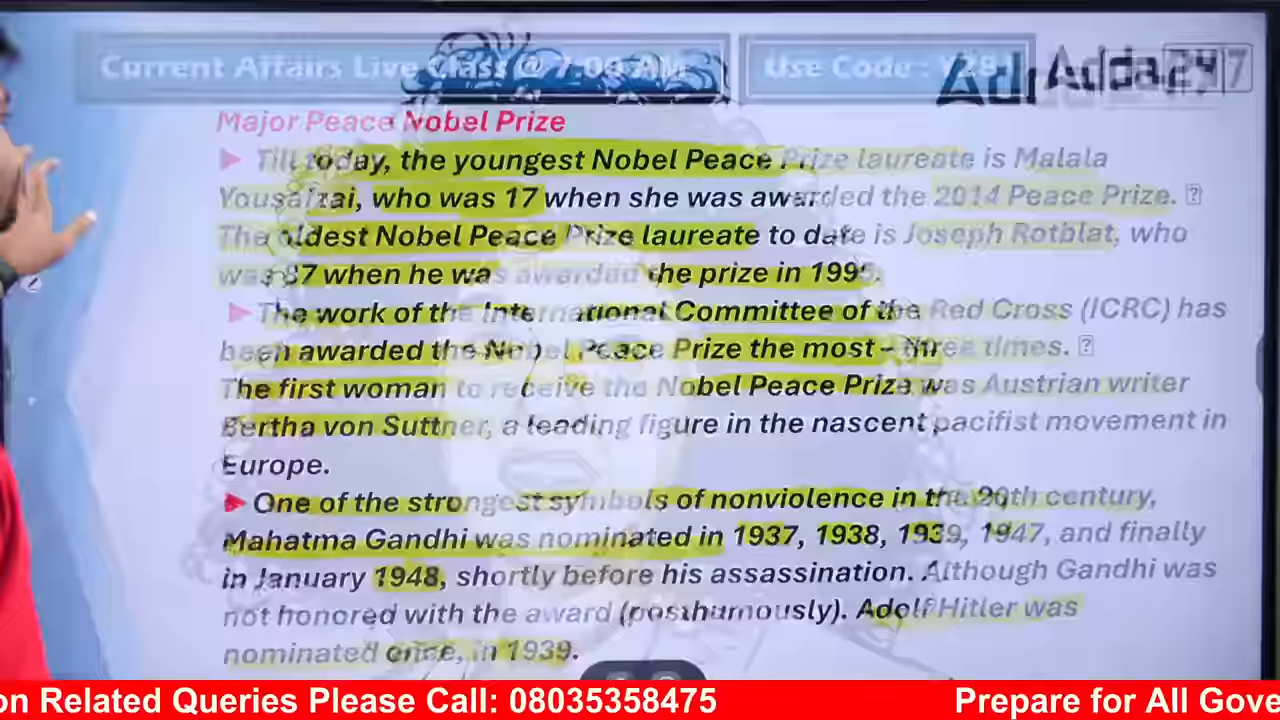 Current Affairs Live Class @ 7:00 AM
Use Code :
Adda 247
Major Peace Nobel Prize
▶ Till today, the youngest Nobel Peace Prize laureate is Malala
Yousafzai, who was 17 when she was awarded the 2014 Peace Prize.
The oldest Nobel Peace Prize laureate to date is Joseph Rotblat, who
was 87 when he was awarded the prize in 1995.
▶ The work of the International Committee of the Red Cross (ICRC) has
been awarded the Nobel Peace Prize the most – three times.
The first woman to receive the Nobel Peace Prize was Austrian writer
Bertha von Suttner, a leading figure in the nascent pacifist movement in
Europe.
▶ One of the strongest symbols of nonviolence in the 20th century,
Mahatma Gandhi was nominated in 1937, 1938, 1939, 1947, and finally
in January 1948, shortly before his assassination. Although Gandhi was
not honored with the award (posthumously). Adolf Hitler was
nominated once, in 1939.
on Related Queries Please Call: 08035358475
Prepare for All Gove